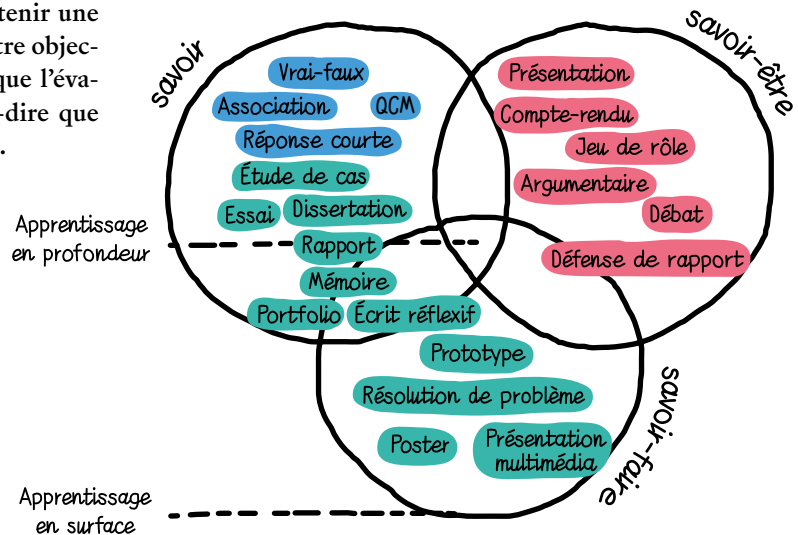 tenir une
tre objec-
que l'éva-
-dire que
.
savoir
savoir-être
Vrai-faux
Association
QCM
Réponse courte
Étude de cas
Essai
Dissertation
Rapport
Mémoire
Portfolio
Écrit réflexif
Présentation
Compte-rendu
Jeu de rôle
Argumentaire
Débat
Défense de rapport
Apprentissage
en profondeur
Prototype
Résolution de problème
Poster
Présentation
multimédia
savoir-faire
Apprentissage
en surface